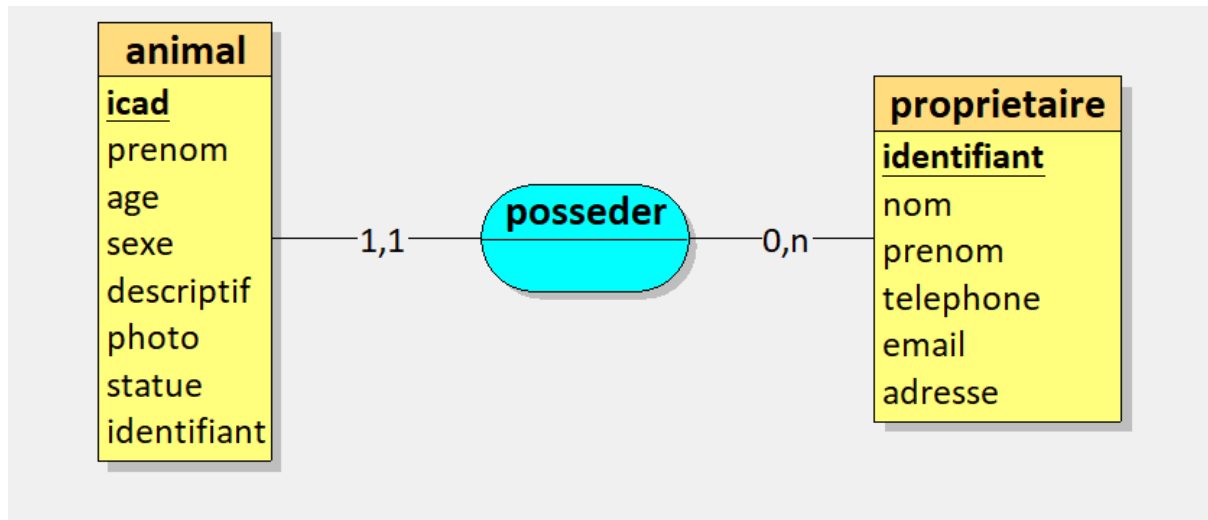 animal
icad
prenom
age
sexe
descriptif
photo
statue
identifiant
1,1
posseder
0,n
proprietaire
identifiant
nom
prenom
telephone
email
adresse